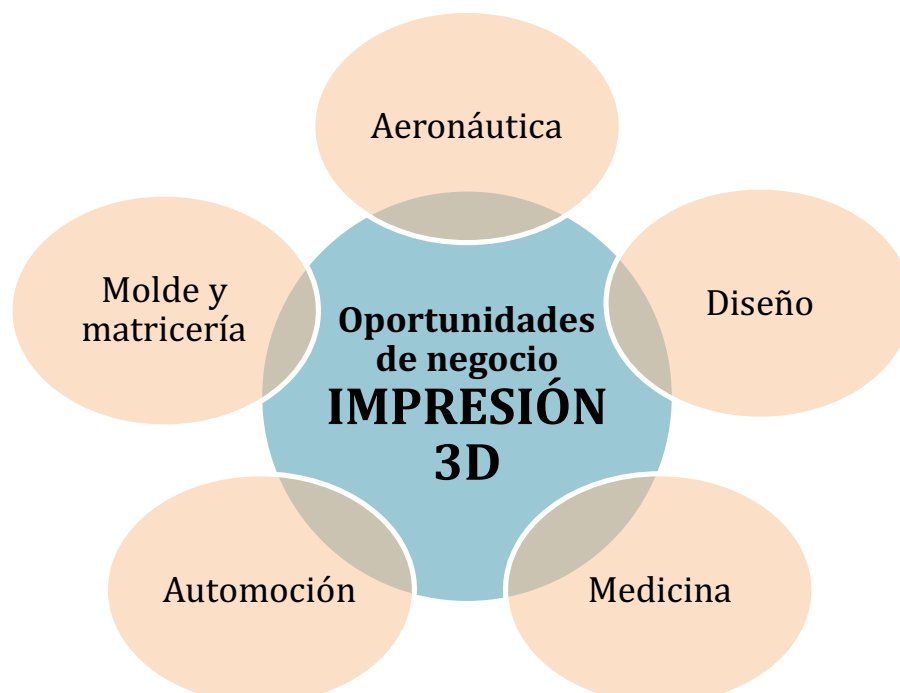 Aeronáutica
Diseño
Medicina
Automoción
Molde y
matricería
Oportunidades
de negocio
IMPRESIÓN
3D